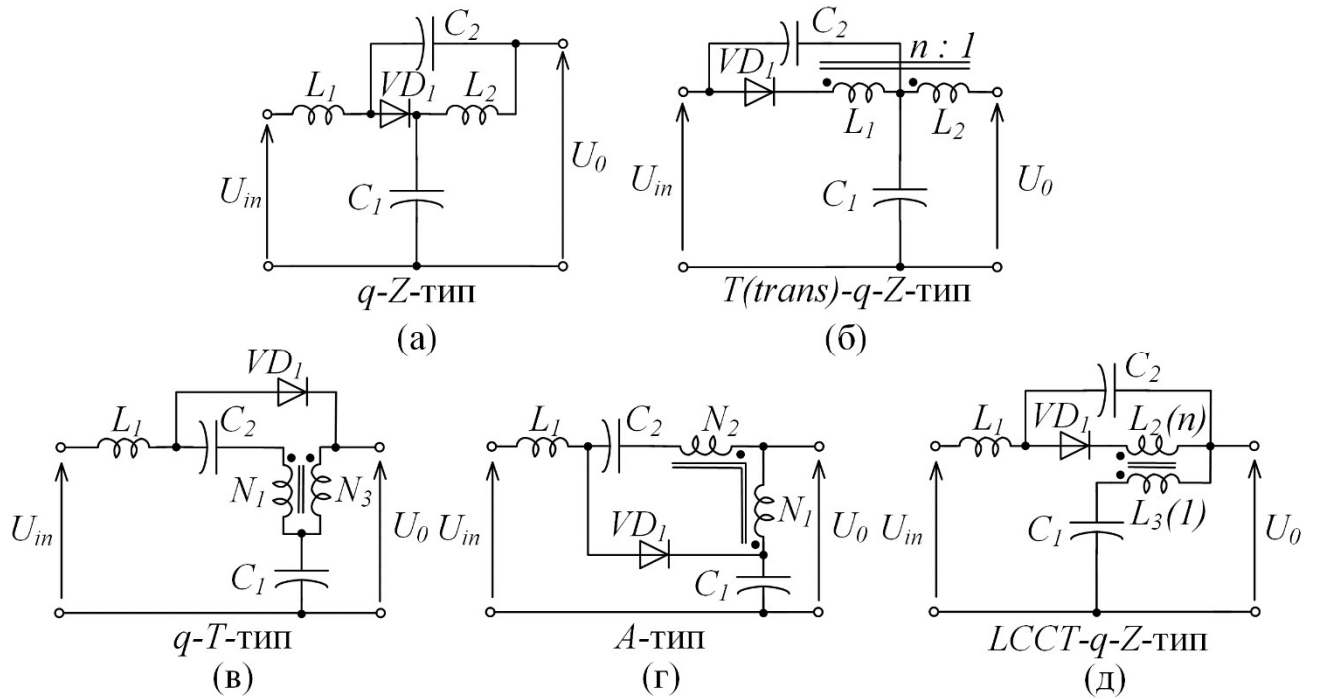 C2
L1 VD1 L2
Uin C1 U0
q-Z-тип
(а)
C2 n : 1
VD1
L1 L2
Uin C1 U0
T(trans)-q-Z-тип
(б)
VD1
L1 C2
N1 N3
Uin U0
C1
q-T-тип
(в)
L1 C2 N2
N1
Uin VD1 U0
C1
A-тип
(г)
C2
L1 VD1 L2(n)
L3(1)
Uin C1 U0
LCCT-q-Z-тип
(д)